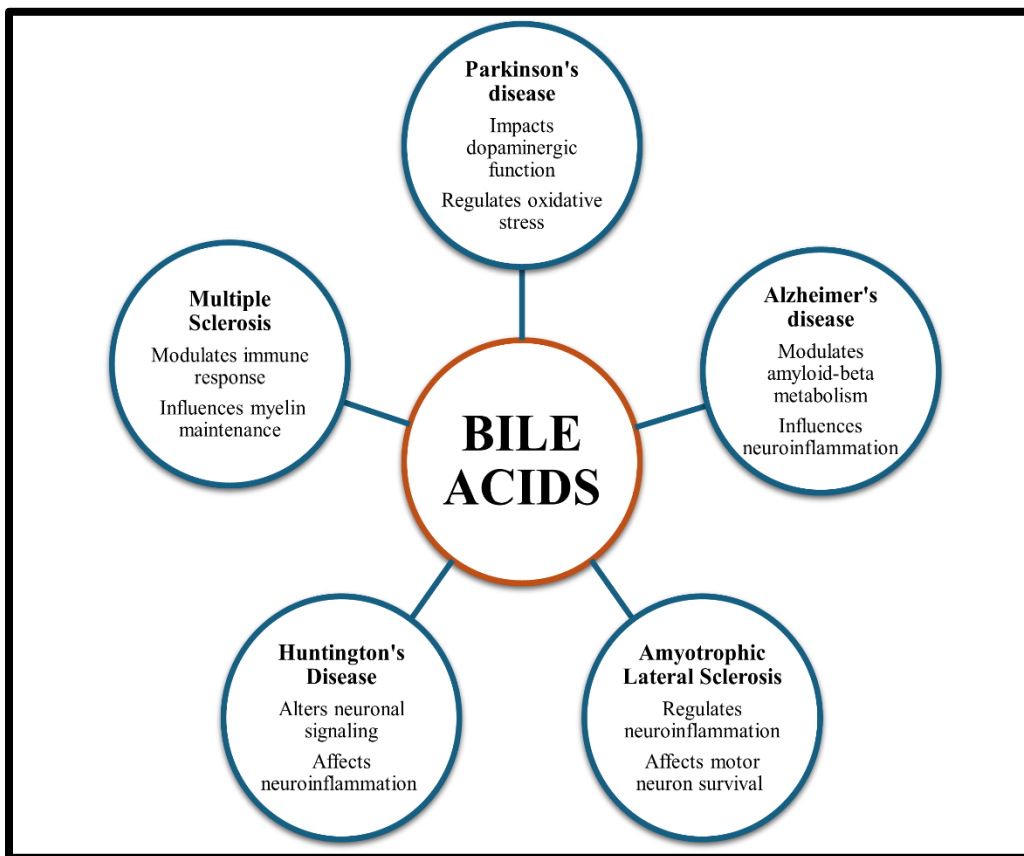 Parkinson's
disease
Impacts
dopaminergic
function
Regulates oxidative
stress
Multiple
Sclerosis
Modulates immune
response
Influences myelin
maintenance
Alzheimer's
disease
Modulates
amyloid-beta
metabolism
Influences
neuroinflammation
BILE
ACIDS
Huntington's
Disease
Alters neuronal
signaling
Affects
neuroinflammation
Amyotrophic
Lateral Sclerosis
Regulates
neuroinflammation
Affects motor
neuron survival